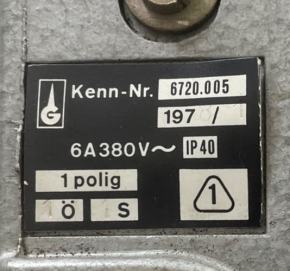 G
Kenn-Nr. 6720.005
197 /
6A380V~ IP40
1polig
1
Ö S